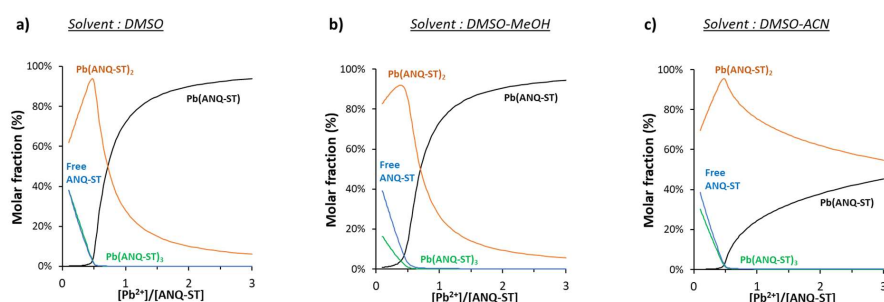 a) Solvent : DMSO
Pb(ANQ-ST)₂
Pb(ANQ-ST)
Free
ANQ-ST
Pb(ANQ-ST)₃
Molar fraction (%)
100%
80%
60%
40%
20%
0%
0 1 2 3
[Pb²⁺]/[ANQ-ST]
b) Solvent : DMSO-MeOH
Pb(ANQ-ST)₂
Pb(ANQ-ST)
Free
ANQ-ST
Pb(ANQ-ST)₃
Molar fraction (%)
100%
80%
60%
40%
20%
0%
0 1 2 3
[Pb²⁺]/[ANQ-ST]
c) Solvent : DMSO-ACN
Pb(ANQ-ST)₂
Free
ANQ-ST
Pb(ANQ-ST)
Pb(ANQ-ST)₃
Molar fraction (%)
100%
80%
60%
40%
20%
0%
0 1 2 3
[Pb²⁺]/[ANQ-ST]